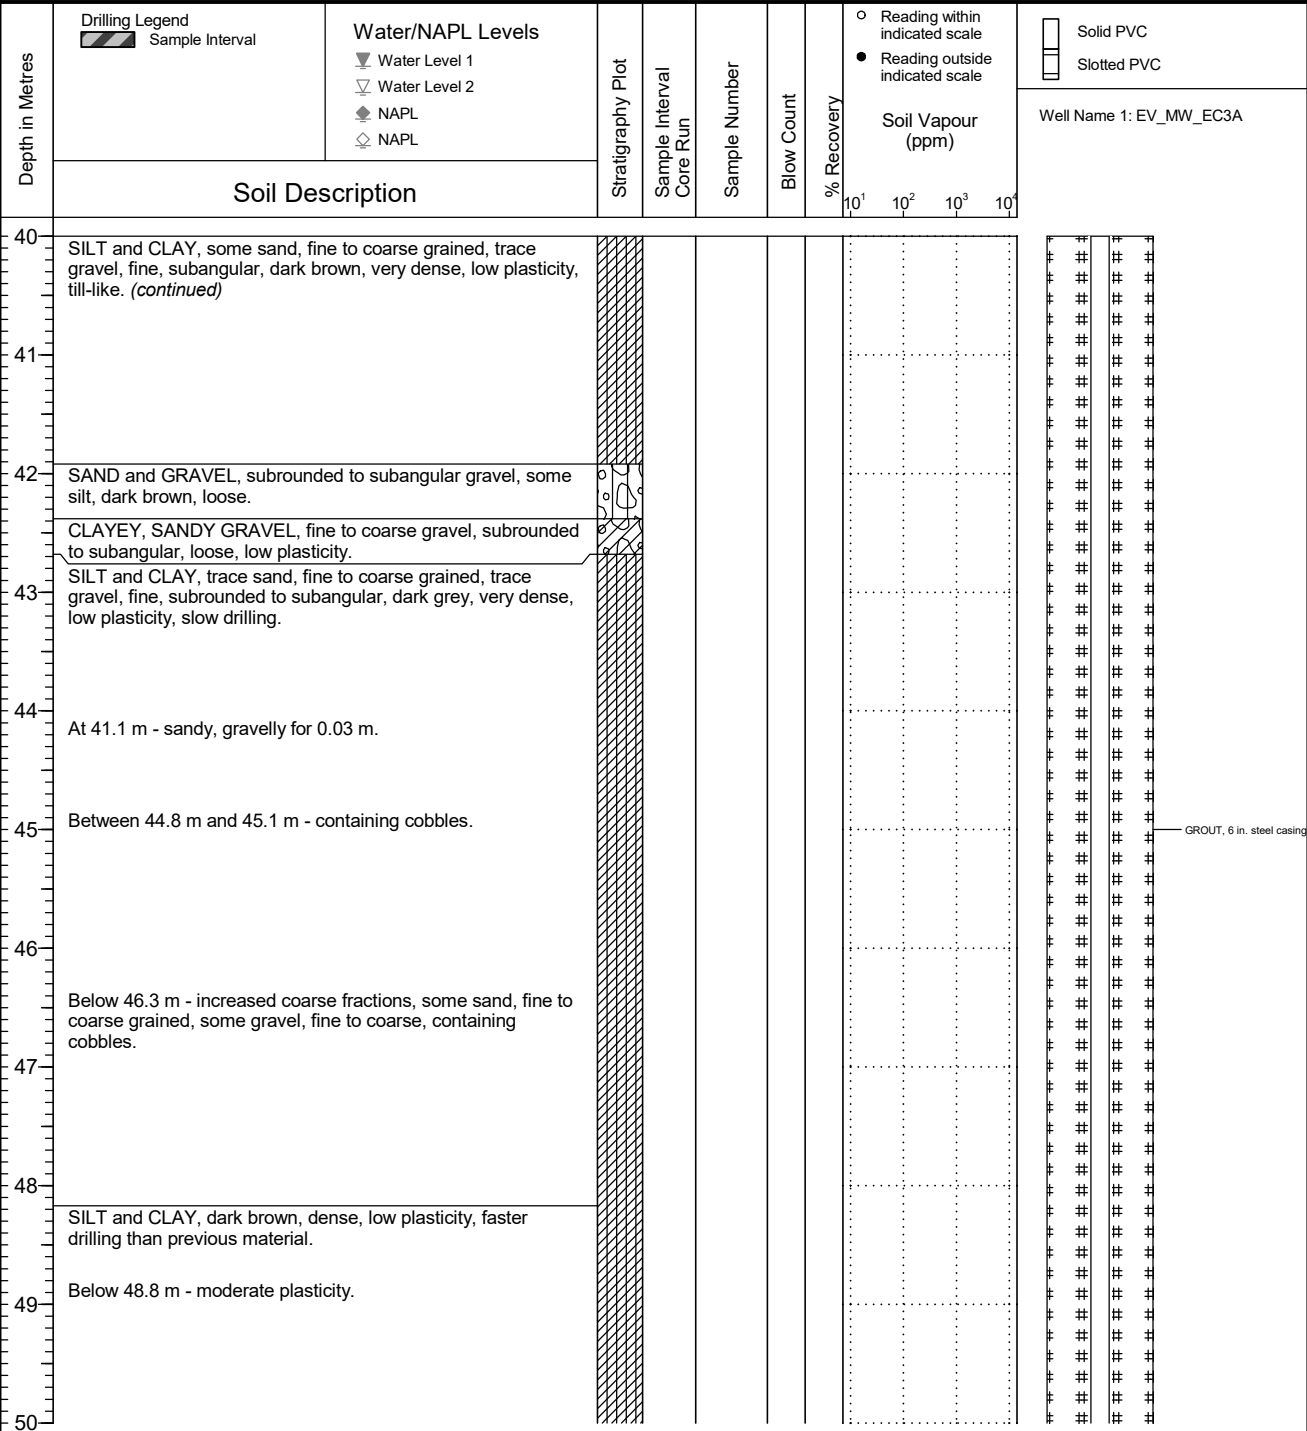 Depth in Metres
Drilling Legend
Sample Interval
Water/NAPL Levels
Water Level 1
Water Level 2
NAPL
NAPL
Soil Description
Stratigraphy Plot
Sample Interval
Core Run
Sample Number
Blow Count
% Recovery
Reading within
indicated scale
Reading outside
indicated scale
Soil Vapour
(ppm)
10¹ 10² 10³ 10⁴
Solid PVC
Slotted PVC
Well Name 1: EV_MW_EC3A
40
SILT and CLAY, some sand, fine to coarse grained, trace
gravel, fine, subangular, dark brown, very dense, low plasticity,
till-like. (continued)
41
42
SAND and GRAVEL, subrounded to subangular gravel, some
silt, dark brown, loose.
CLAYEY, SANDY GRAVEL, fine to coarse gravel, subrounded
to subangular, loose, low plasticity.
SILT and CLAY, trace sand, fine to coarse grained, trace
43
gravel, fine, subrounded to subangular, dark grey, very dense,
low plasticity, slow drilling.
44
At 41.1 m - sandy, gravelly for 0.03 m.
Between 44.8 m and 45.1 m - containing cobbles.
45
GROUT, 6 in. steel casing
46
Below 46.3 m - increased coarse fractions, some sand, fine to
coarse grained, some gravel, fine to coarse, containing
cobbles.
47
48
SILT and CLAY, dark brown, dense, low plasticity, faster
drilling than previous material.
Below 48.8 m - moderate plasticity.
49
50